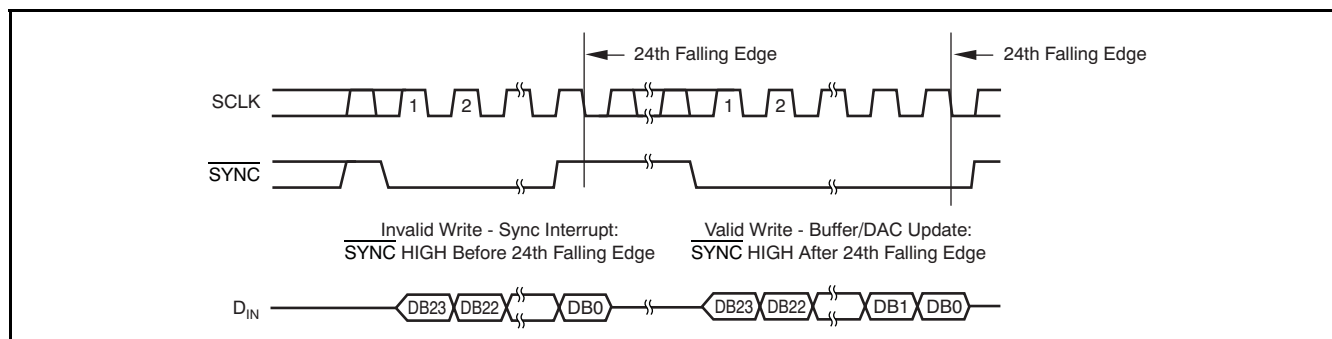 24th Falling Edge
24th Falling Edge
SCLK
1
2
1
2
SYNC
Invalid Write - Sync Interrupt:
SYNC HIGH Before 24th Falling Edge
Valid Write - Buffer/DAC Update:
SYNC HIGH After 24th Falling Edge
DIN
DB23
DB22
DB0
DB23
DB22
DB1
DB0